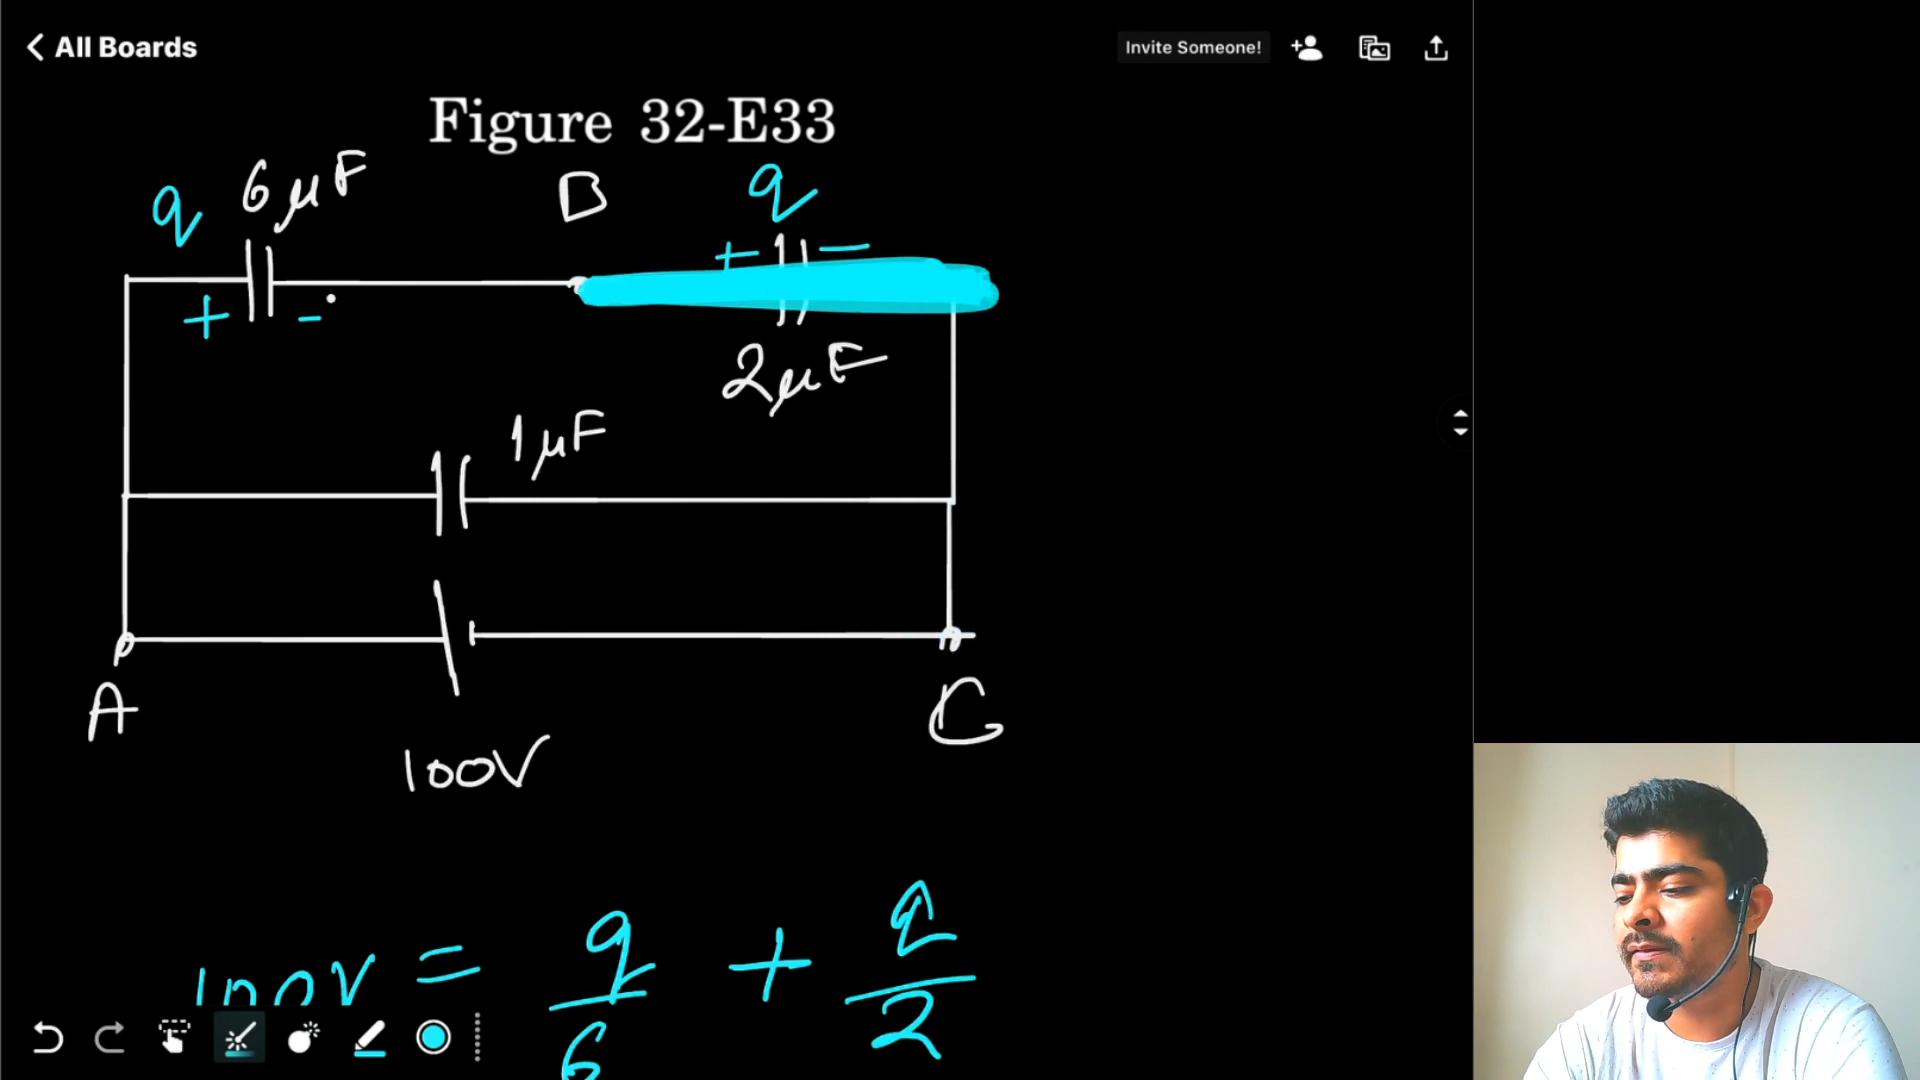 All Boards
Invite Someone!
Figure 32-E33
q 6μF B q
+ - + −
2μF
1μF
A C
100V
100V = q/6 + q/2